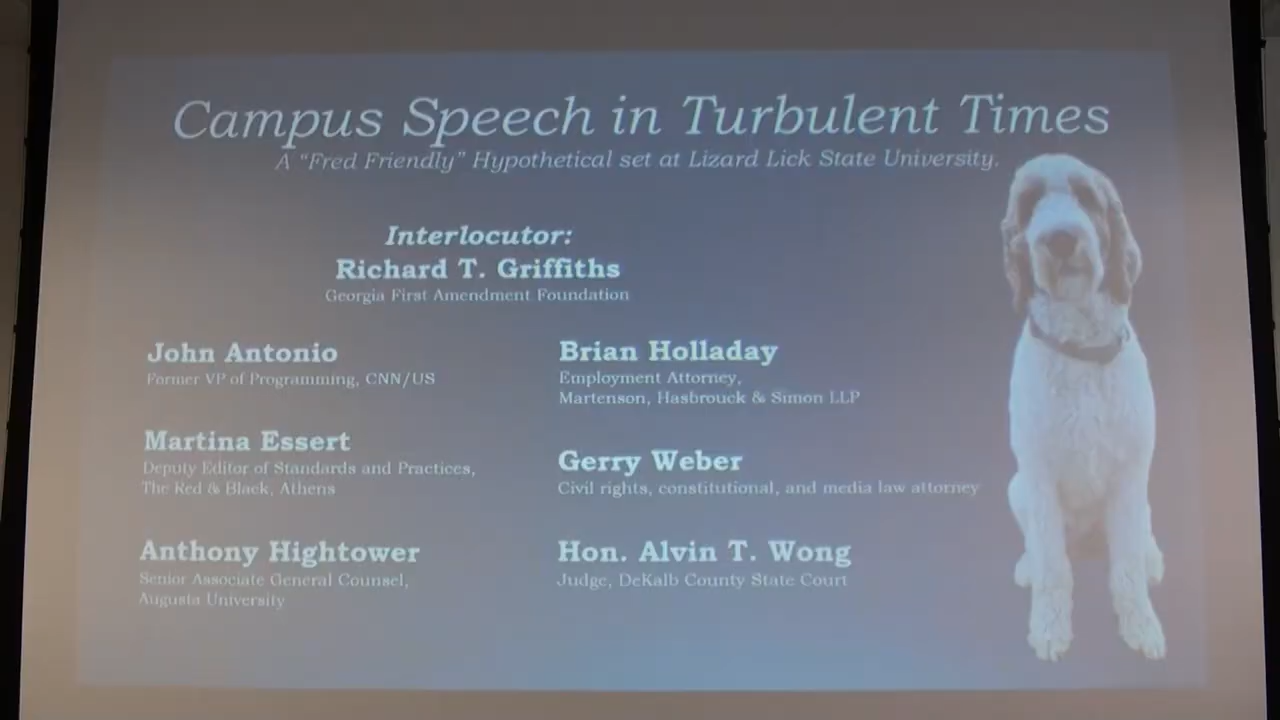 Campus Speech in Turbulent Times
A “Fred Friendly” Hypothetical set at Lizard Lick State University.
Interlocutor:
Richard T. Griffiths
Georgia First Amendment Foundation
John Antonio
Former VP of Programming, CNN/US
Martina Essert
Deputy Editor of Standards and Practices,
The Red & Black, Athens
Anthony Hightower
Senior Associate General Counsel,
Augusta University
Brian Holladay
Employment Attorney,
Martenson, Hasbrouck & Simon LLP
Gerry Weber
Civil rights, constitutional, and media law attorney
Hon. Alvin T. Wong
Judge, DeKalb County State Court